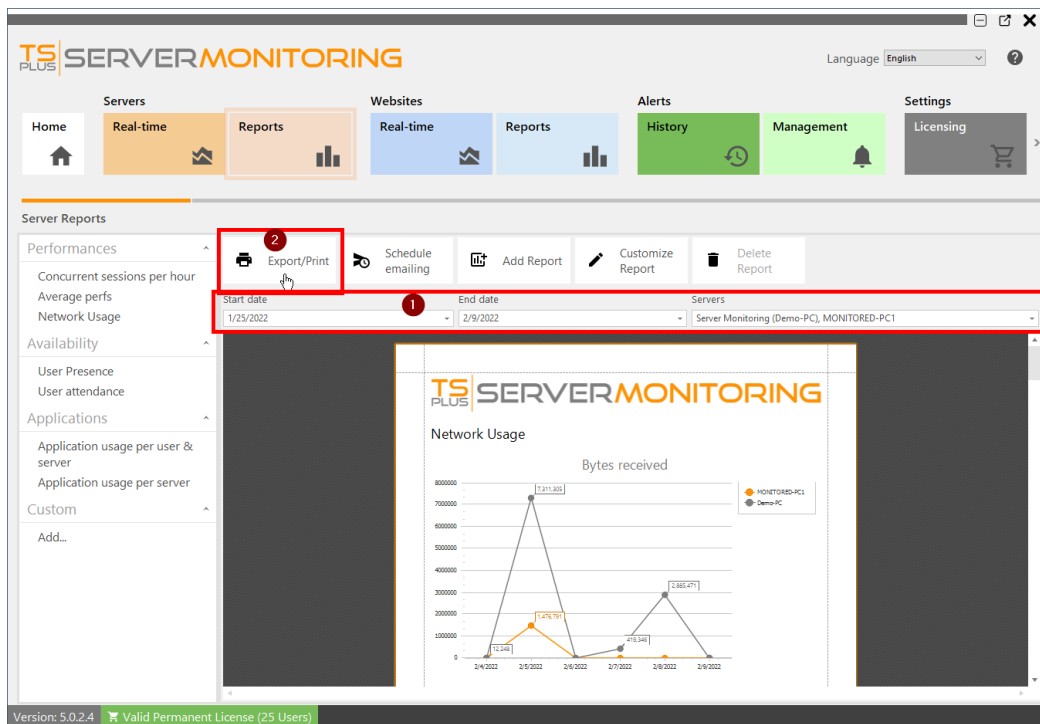 TS PLUS SERVERMONITORING
Language English
Servers
Websites
Alerts
Settings
Home
Real-time
Reports
Real-time
Reports
History
Management
Licensing
Server Reports
Performances
Concurrent sessions per hour
Average perfs
Network Usage
Availability
User Presence
User attendance
Applications
Application usage per user &
server
Application usage per server
Custom
Add...
2
Export/Print
Schedule
emailing
Add Report
Customize
Report
Delete
Report
1
Start date
End date
Servers
1/25/2022
2/9/2022
Server Monitoring (Demo-PC), MONITORED-PC1
TS PLUS SERVERMONITORING
Network Usage
Bytes received
8000000
7000000
6000000
5000000
4000000
3000000
2000000
1000000
0
7,311,305
1,476,791
12,248
419,346
2,885,471
2/4/2022
2/5/2022
2/6/2022
2/7/2022
2/8/2022
2/9/2022
MONITORED-PC1
Demo-PC
Version: 5.0.2.4
Valid Permanent License (25 Users)